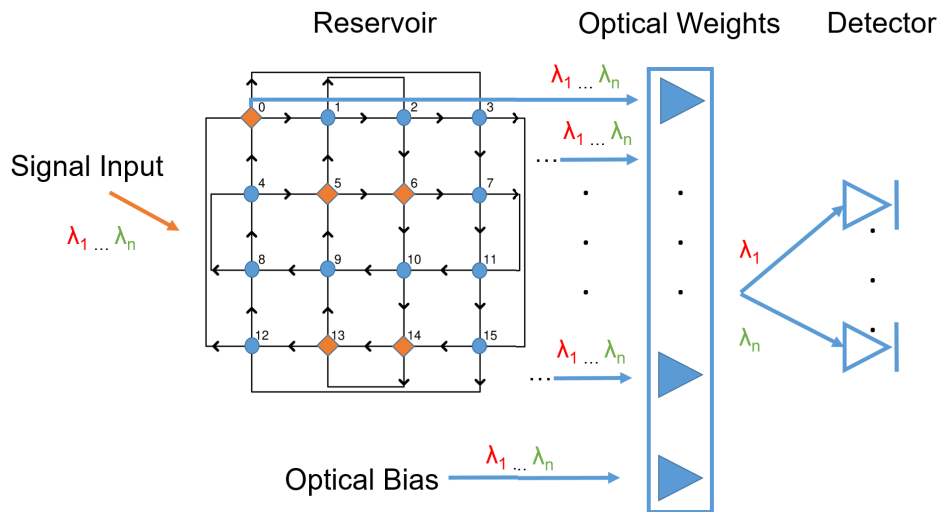 Reservoir
Optical Weights
Detector
λ1 ... λn
0 1 2 3
... λ1 ... λn
Signal Input
4 5 6 7
λ1 ... λn
λ1
8 9 10 11
λn
12 13 14 15
... λ1 ... λn
Optical Bias
λ1 ... λn